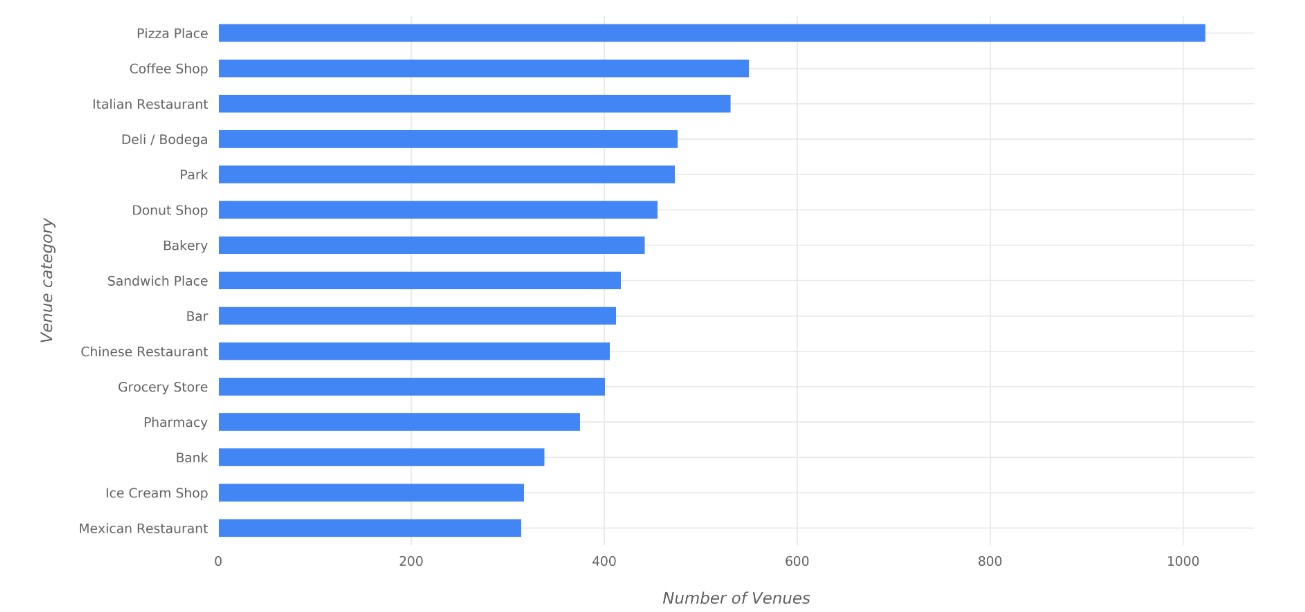 Pizza Place
Coffee Shop
Italian Restaurant
Deli / Bodega
Park
Donut Shop
Bakery
Sandwich Place
Bar
Chinese Restaurant
Grocery Store
Pharmacy
Bank
Ice Cream Shop
Mexican Restaurant
Venue category
0 200 400 600 800 1000
Number of Venues